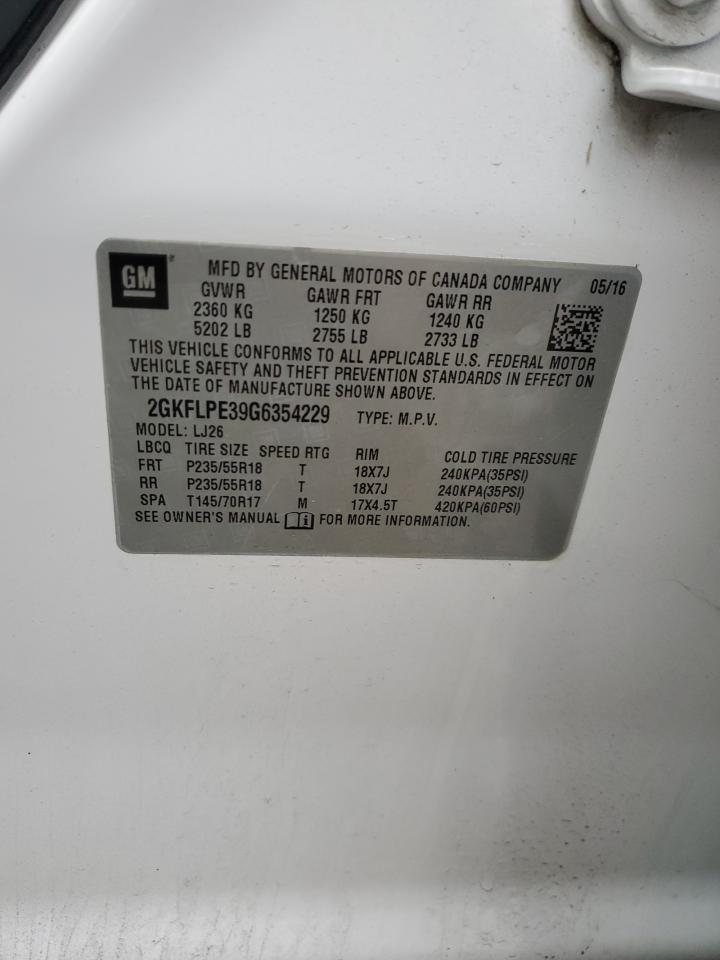 GM MFD BY GENERAL MOTORS OF CANADA COMPANY 05/16
GVWR GAWR FRT GAWR RR
2360 KG 1250 KG 1240 KG
5202 LB 2755 LB 2733 LB
THIS VEHICLE CONFORMS TO ALL APPLICABLE U.S. FEDERAL MOTOR
VEHICLE SAFETY AND THEFT PREVENTION STANDARDS IN EFFECT ON
THE DATE OF MANUFACTURE SHOWN ABOVE.
2GKFLPE39G6354229 TYPE: M.P.V.
MODEL: LJ26
LBCQ TIRE SIZE SPEED RTG RIM COLD TIRE PRESSURE
FRT P235/55R18 T 18X7J 240KPA(35PSI)
RR P235/55R18 T 18X7J 240KPA(35PSI)
SPA T145/70R17 M 17X4.5T 420KPA(60PSI)
SEE OWNER'S MANUAL i FOR MORE INFORMATION.